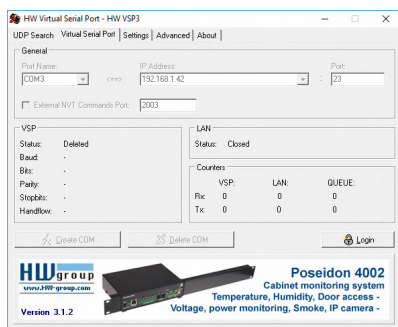 HW Virtual Serial Port - HW VSP3
UDP Search Virtual Serial Port Settings Advanced About
General
Port Name: IP Address: Port:
COM3 <==> 192.168.1.42 : 23
External NVT Commands Port: 2003
VSP
Status: Deleted
Baud: -
Bits: -
Parity: -
Stopbits: -
Handflow: -
LAN
Status: Closed
Counters
VSP: LAN: QUEUE:
Rx: 0 0 0
Tx: 0 0 0
Create COM Delete COM Login
HW group
www.HW-group.com
Version 3.1.2
Poseidon 4002
Cabinet monitoring system
Temperature, Humidity, Door access -
Voltage, power monitoring, Smoke, IP camera -